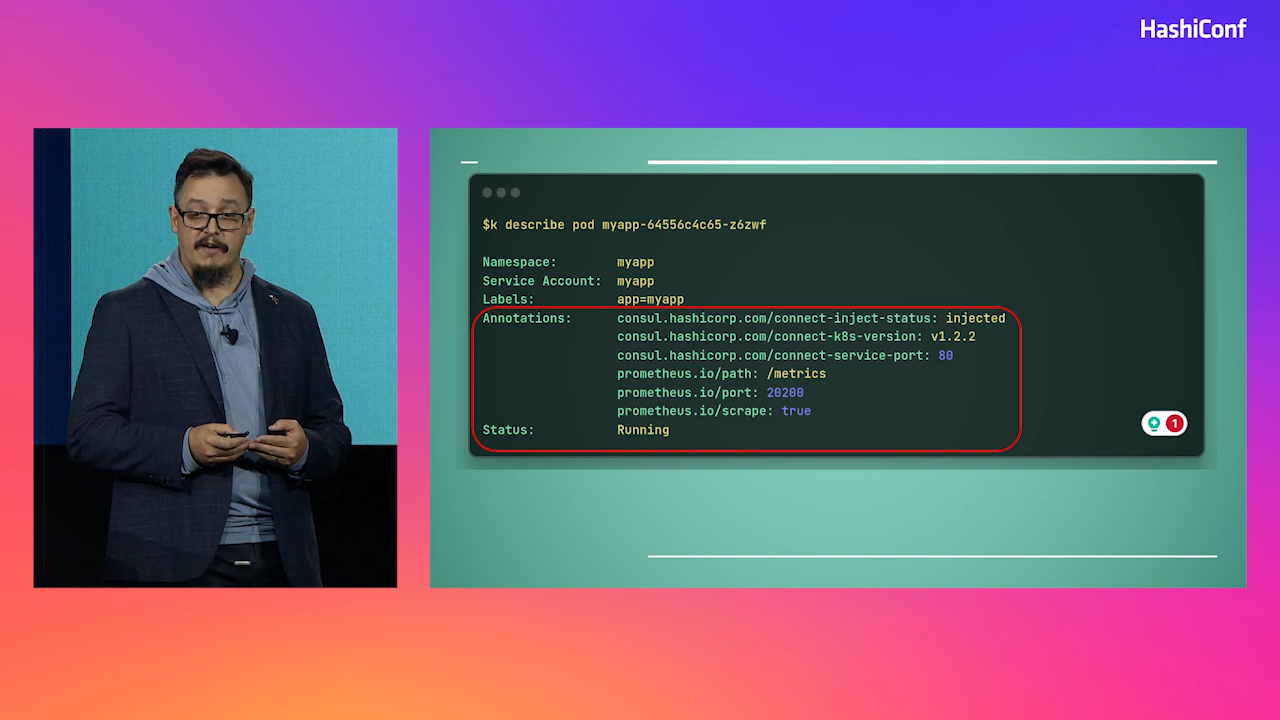 HashiConf
$k describe pod myapp-64556c4c65-z6zwf
Namespace: myapp
Service Account: myapp
Labels: app=myapp
Annotations: consul.hashicorp.com/connect-inject-status: injected
consul.hashicorp.com/connect-k8s-version: v1.2.2
consul.hashicorp.com/connect-service-port: 80
prometheus.io/path: /metrics
prometheus.io/port: 20200
prometheus.io/scrape: true
Status: Running
1